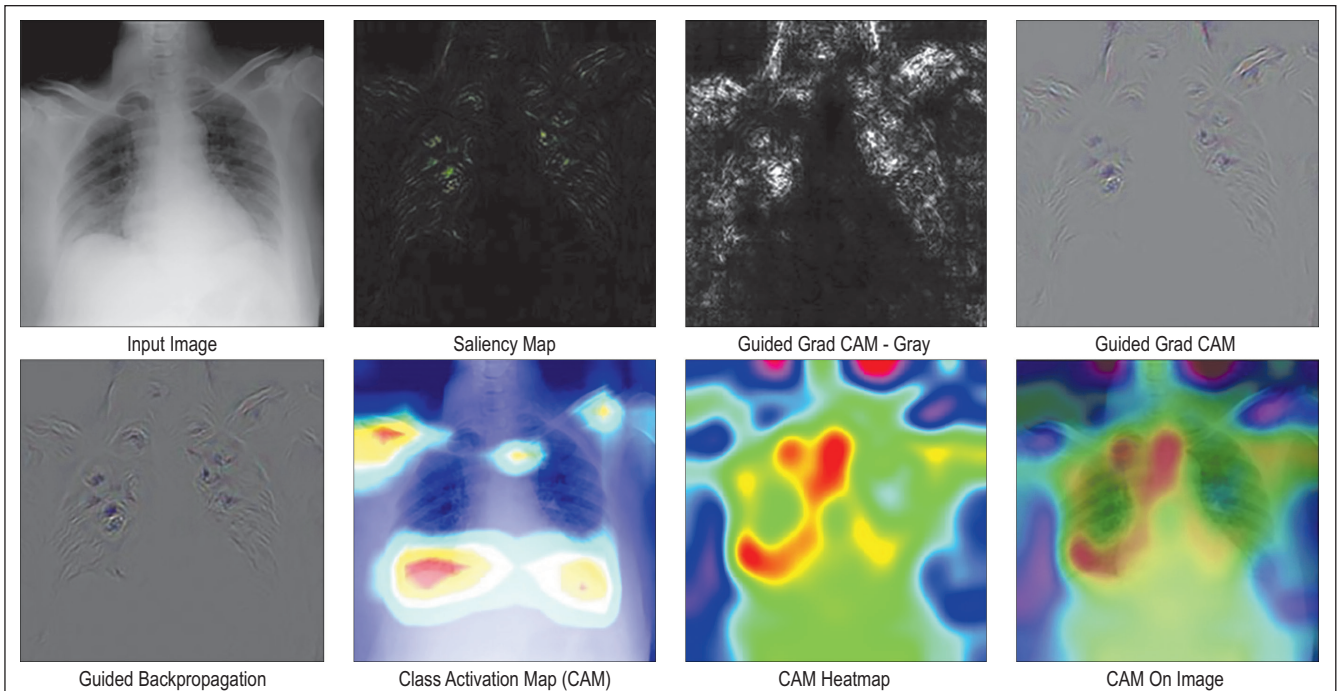 Input Image
Saliency Map
Guided Grad CAM - Gray
Guided Grad CAM
Guided Backpropagation
Class Activation Map (CAM)
CAM Heatmap
CAM On Image